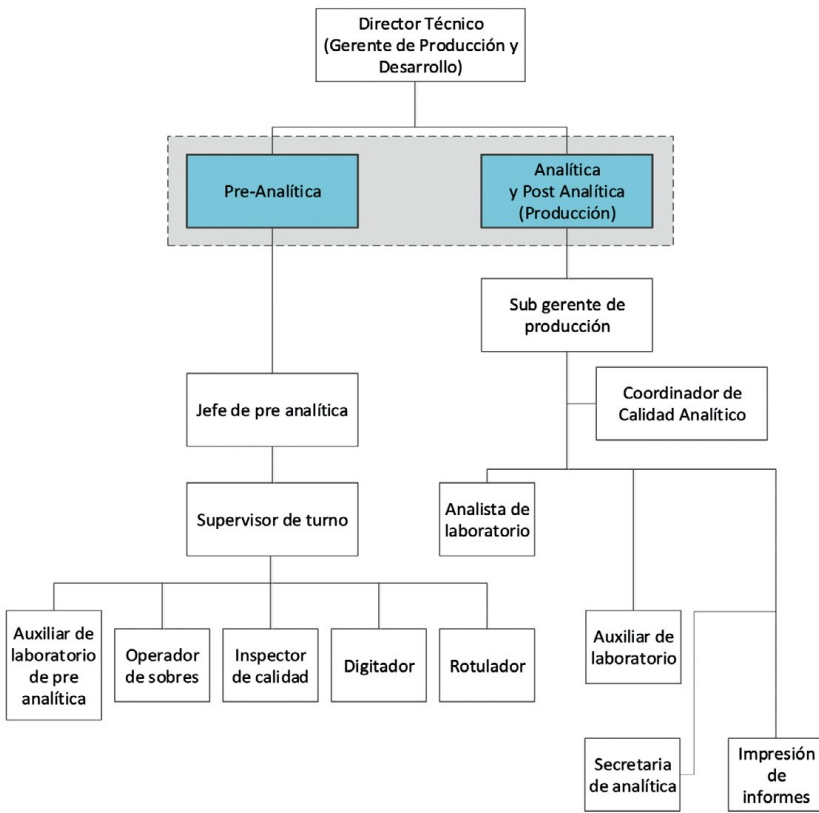 Director Técnico
(Gerente de Producción y
Desarrollo)
Pre-Analítica
Analítica
y Post Analítica
(Producción)
Sub gerente de
producción
Jefe de pre analítica
Coordinador de
Calidad Analítico
Supervisor de turno
Analista de
laboratorio
Auxiliar de
laboratorio
de pre
analítica
Operador
de sobres
Inspector
de calidad
Digitador
Rotulador
Auxiliar de
laboratorio
Secretaria
de analítica
Impresión
de
informes